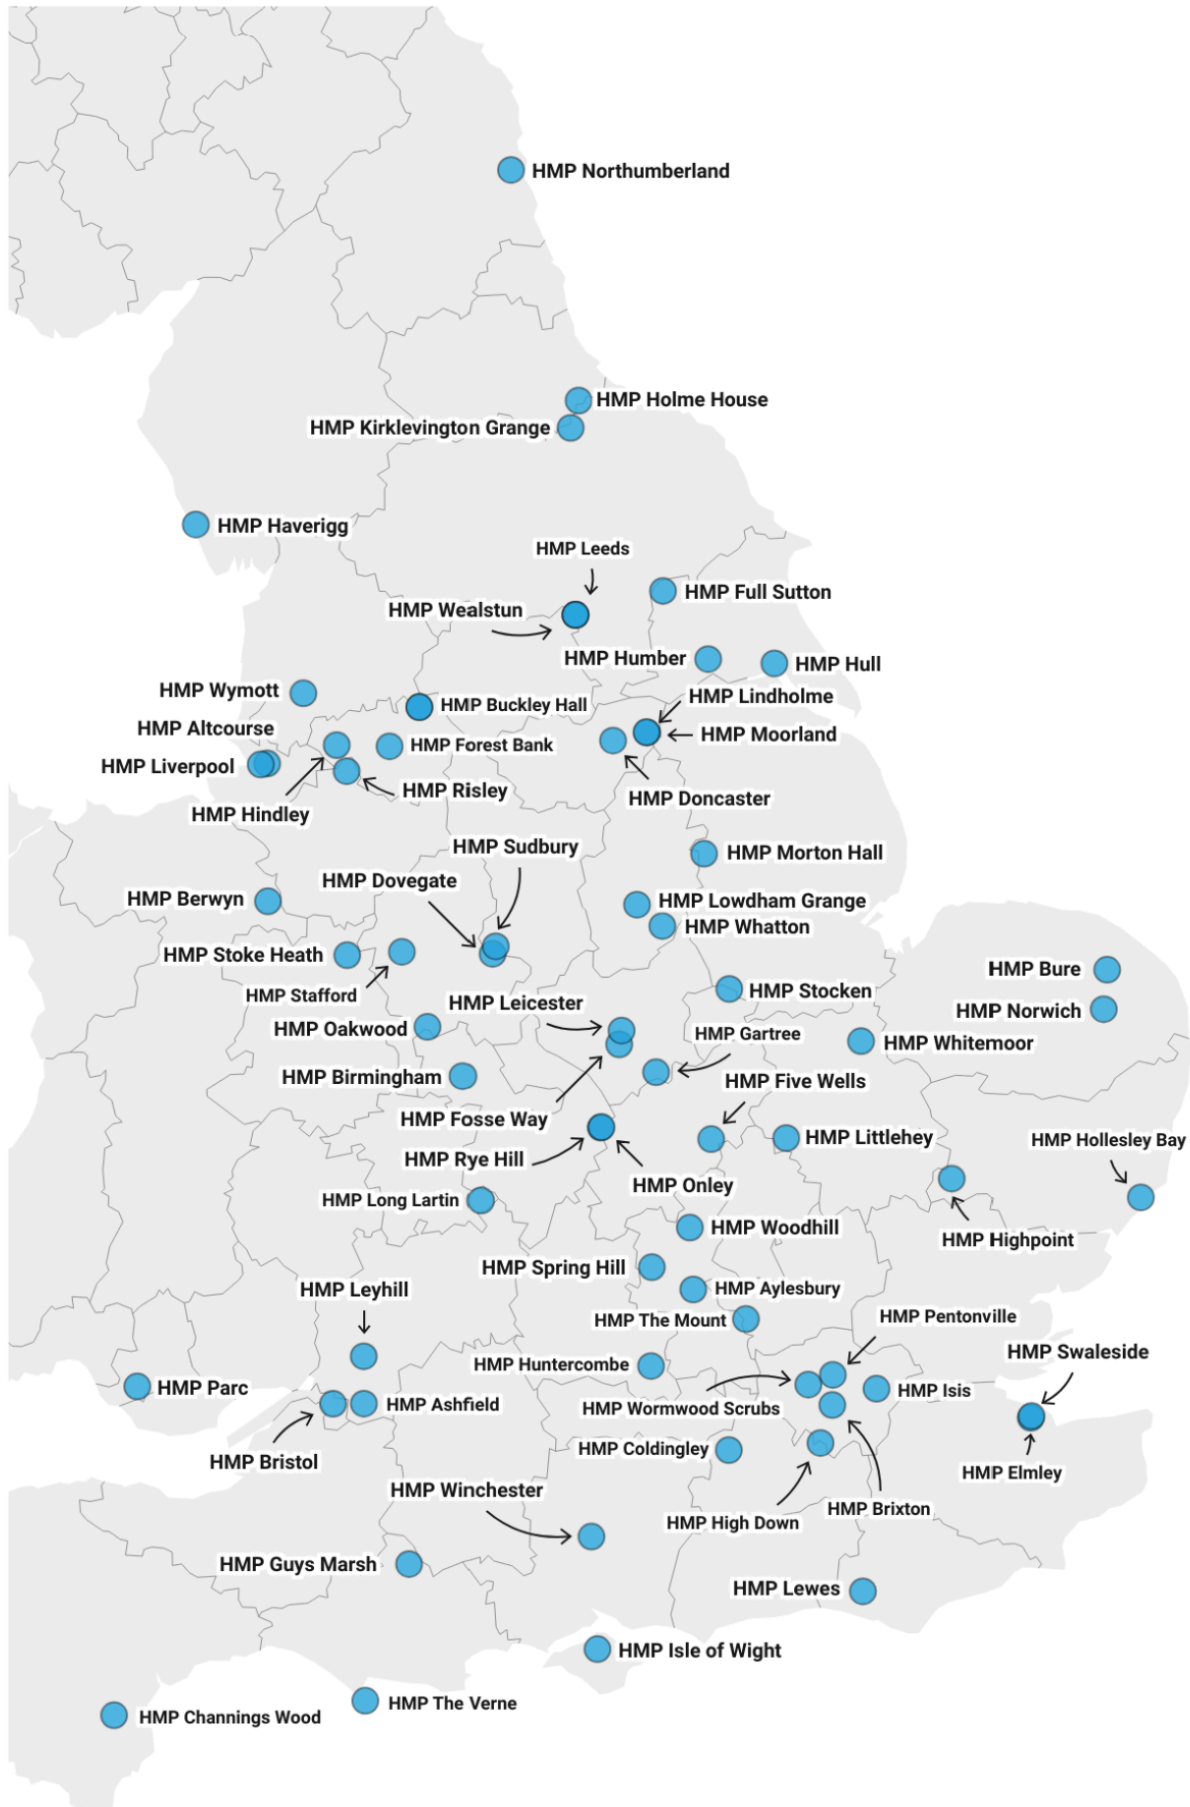 HMP Northumberland
HMP Holme House
HMP Kirklevington Grange
HMP Haverigg
HMP Leeds
HMP Full Sutton
HMP Wealstun
HMP Humber
HMP Hull
HMP Wymott
HMP Lindholme
HMP Buckley Hall
HMP Altcourse
HMP Moorland
HMP Forest Bank
HMP Liverpool
HMP Risley
HMP Doncaster
HMP Hindley
HMP Sudbury
HMP Morton Hall
HMP Dovegate
HMP Berwyn
HMP Lowdham Grange
HMP Whatton
HMP Stoke Heath
HMP Bure
HMP Stocken
HMP Stafford
HMP Leicester
HMP Norwich
HMP Oakwood
HMP Gartree
HMP Whitemoor
HMP Birmingham
HMP Five Wells
HMP Fosse Way
HMP Littlehey
HMP Hollesley Bay
HMP Rye Hill
HMP Onley
HMP Long Lartin
HMP Woodhill
HMP Highpoint
HMP Spring Hill
HMP Leyhill
HMP Aylesbury
HMP Pentonville
HMP The Mount
HMP Swaleside
HMP Huntercombe
HMP Parc
HMP Isis
HMP Ashfield
HMP Wormwood Scrubs
HMP Coldingley
HMP Bristol
HMP Elmley
HMP Winchester
HMP Brixton
HMP High Down
HMP Guys Marsh
HMP Lewes
HMP Isle of Wight
HMP The Verne
HMP Channings Wood